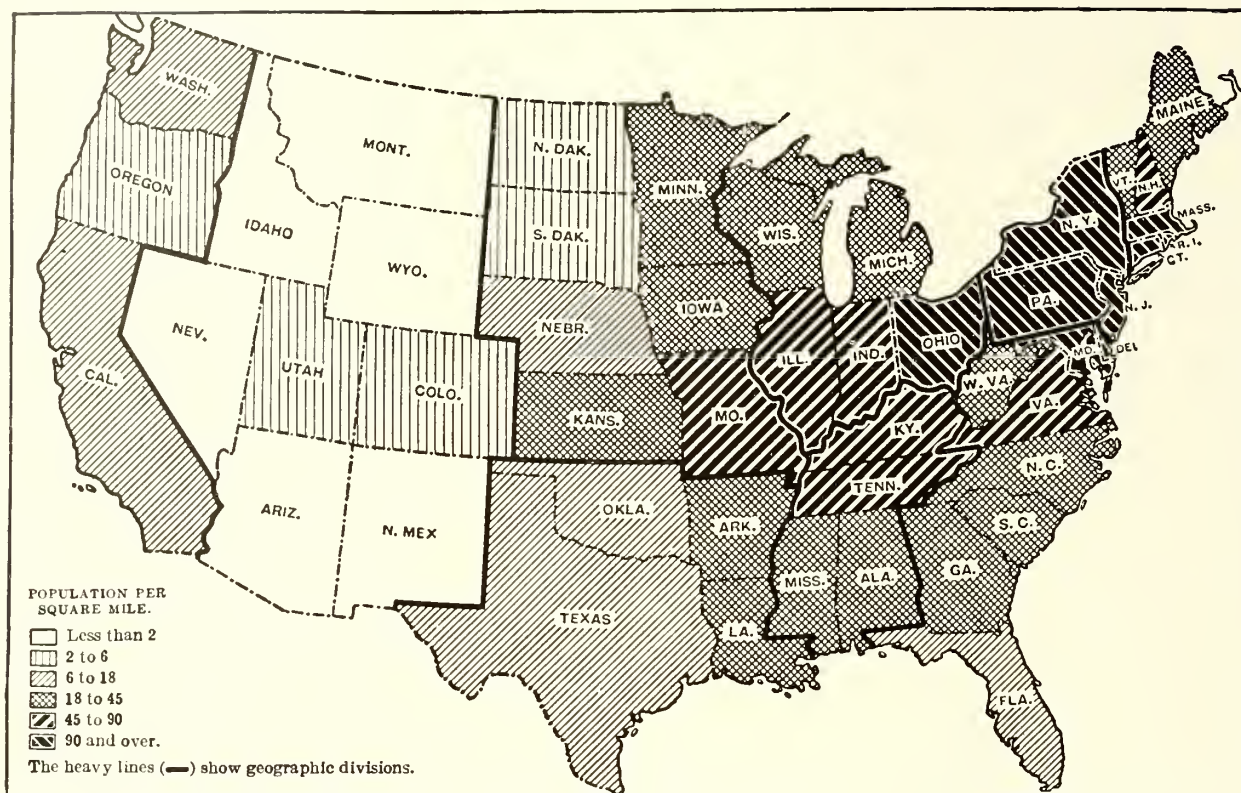 WASH.
MONT.
N. DAK.
MINN.
MAINE
OREGON
VT.
N.H.
IDAHO
S. DAK.
WIS.
N. Y.
MASS.
WYO.
MICH.
R. I.
CT.
IOWA
PA.
N. J.
NEV.
NEBR.
OHIO
UTAH
COLO.
ILL.
IND.
MD.
DEL.
CAL.
W. VA.
KANS.
MO.
VA.
KY.
N. C.
ARIZ.
N. MEX
OKLA.
TENN.
ARK.
S. C.
MISS.
ALA.
GA.
TEXAS
LA.
FLA.
POPULATION PER
SQUARE MILE.
Less than 2
2 to 6
6 to 18
18 to 45
45 to 90
90 and over.
The heavy lines (▬) show geographic divisions.